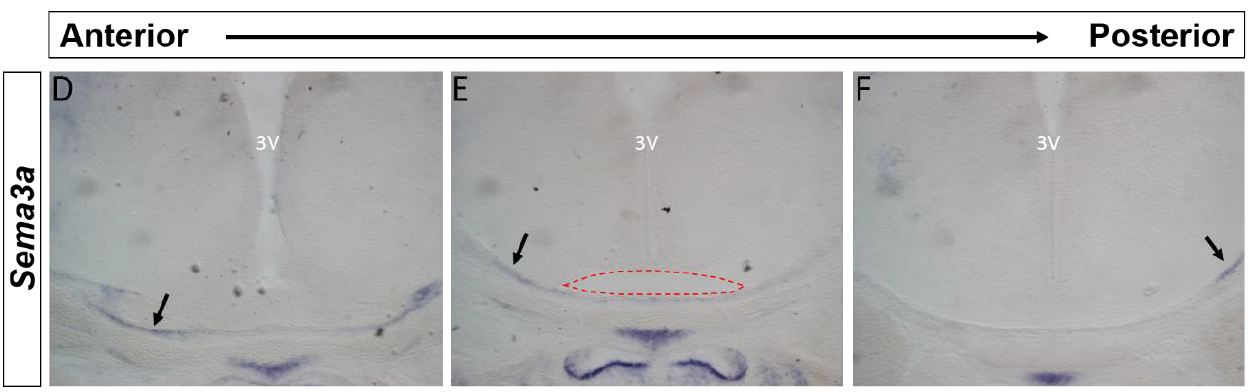 Anterior Posterior
Sema3a
D
3V
E
3V
F
3V